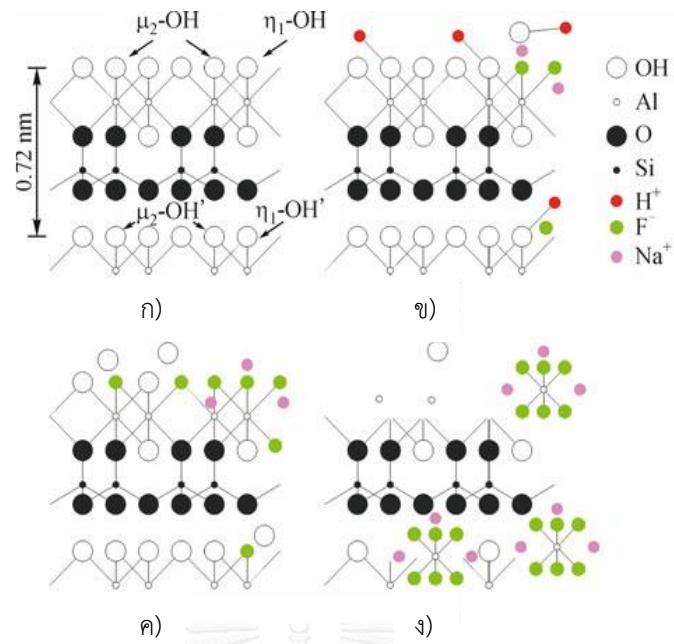 μ₂-OH η₁-OH
0.72 nm
μ₂-OH' η₁-OH'
OH
Al
O
Si
H⁺
F⁻
Na⁺
ก) ข)
ค) ง)